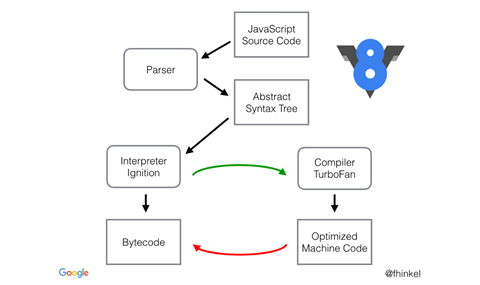 JavaScript
Source Code
Parser
Abstract
Syntax Tree
Interpreter
Ignition
Compiler
TurboFan
Bytecode
Optimized
Machine Code
Google
@fhinkel